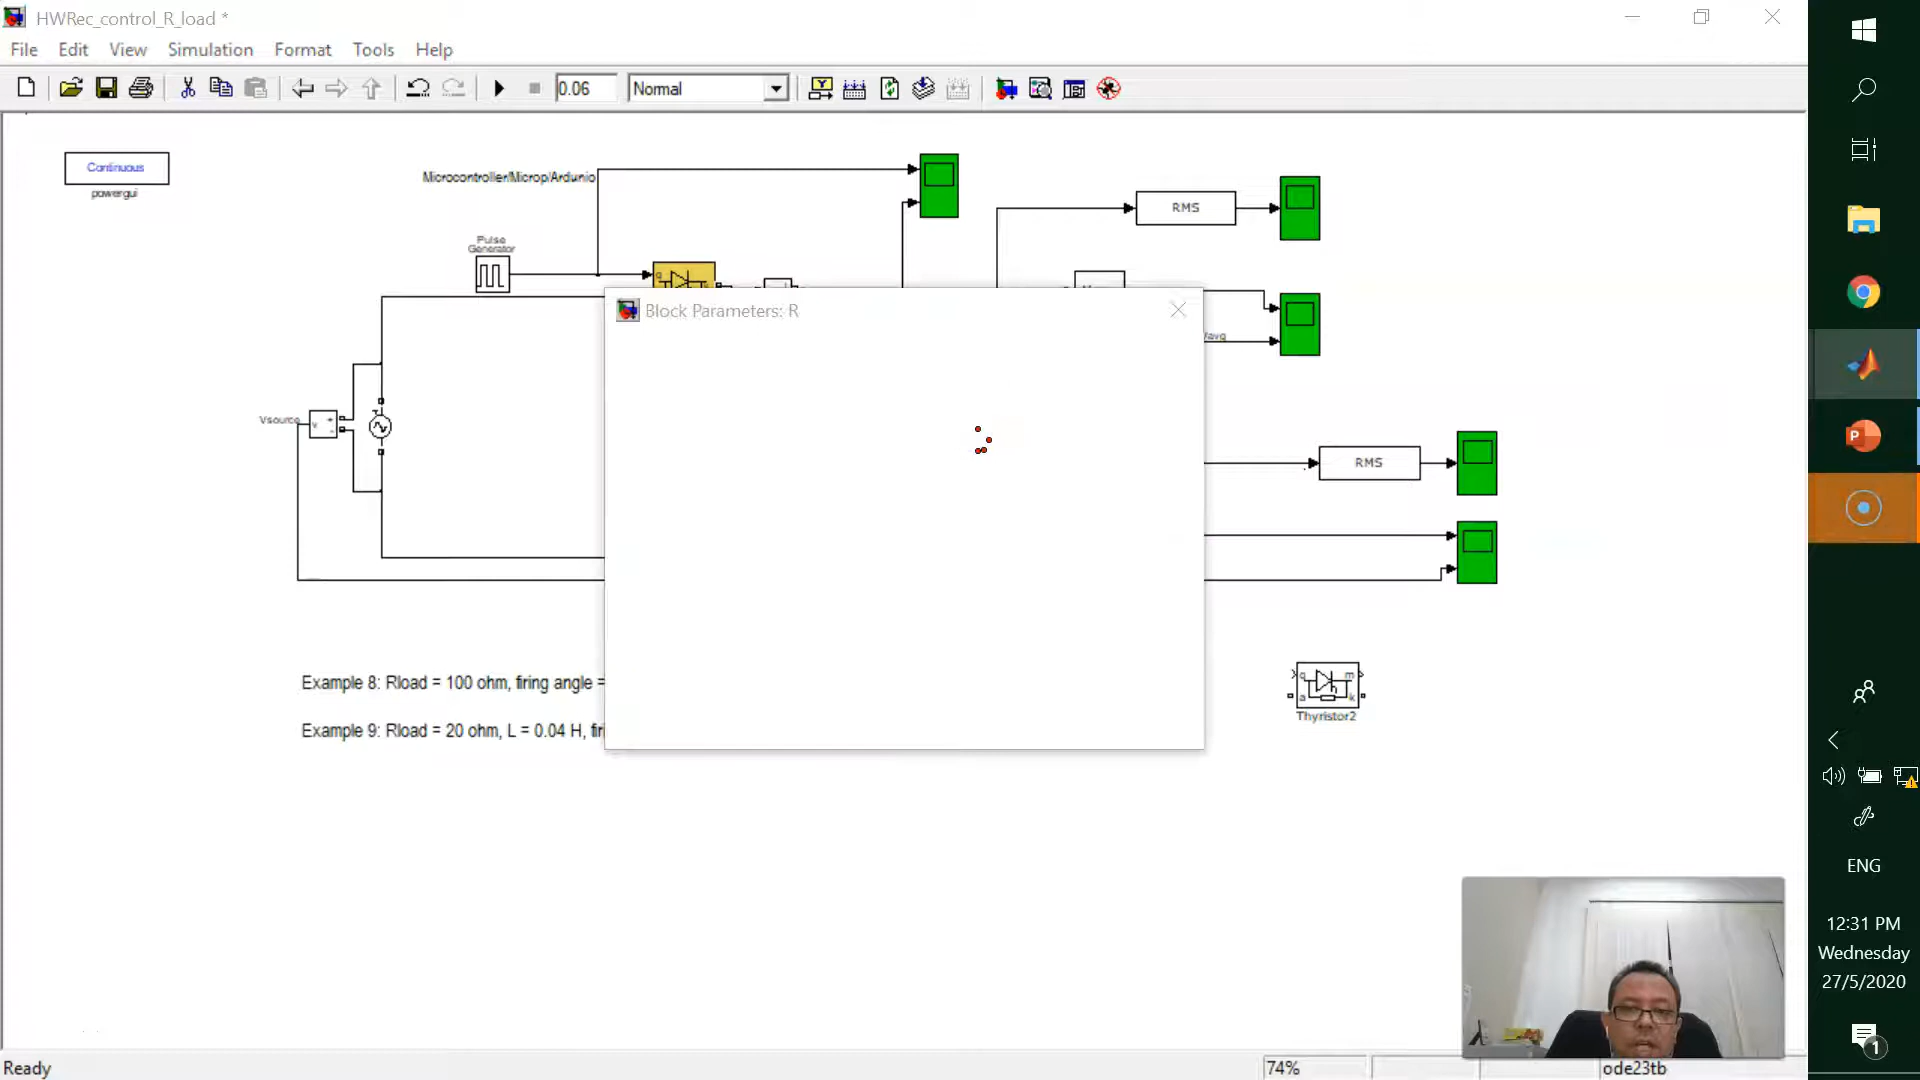 HWRec_control_R_load *
File Edit View Simulation Format Tools Help
0.06 Normal
Continuous
powergui
Microcontroller/Microp/Ardunio
Pulse
Generator
g
RMS
Block Parameters: R
Vavg
Vsource
v
RMS
Example 8: Rload = 100 ohm, firing angle =
Example 9: Rload = 20 ohm, L = 0.04 H,
g m
a k
Thyristor2
ENG
12:31 PM
Wednesday
27/5/2020
1
Ready
74%
ode23tb